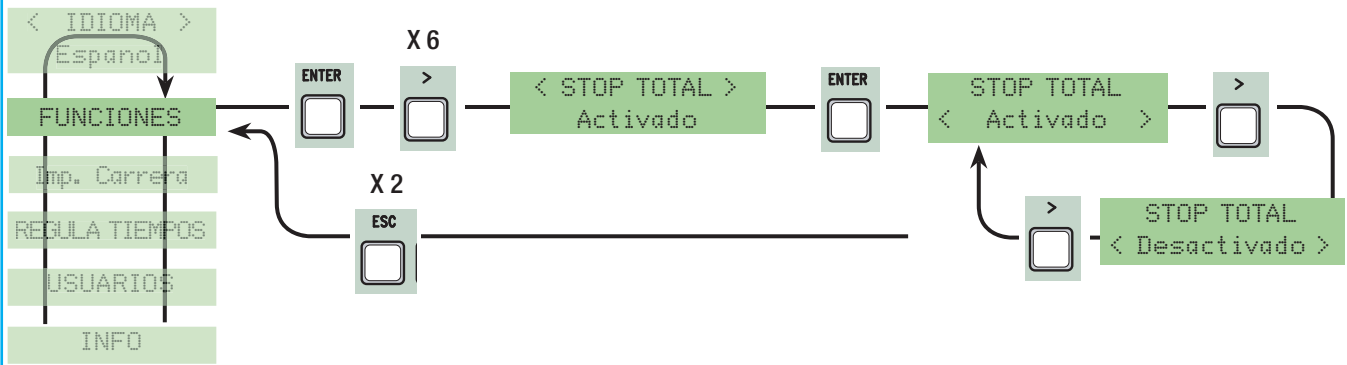 < IDIOMA >
Espanol
FUNCIONES
Imp. Carrera
REGULA TIEMPOS
USUARIOS
INFO
ENTER
X 6
>
< STOP TOTAL >
Activado
ENTER
STOP TOTAL
< Activado >
>
STOP TOTAL
< Desactivado >
>
X 2
ESC